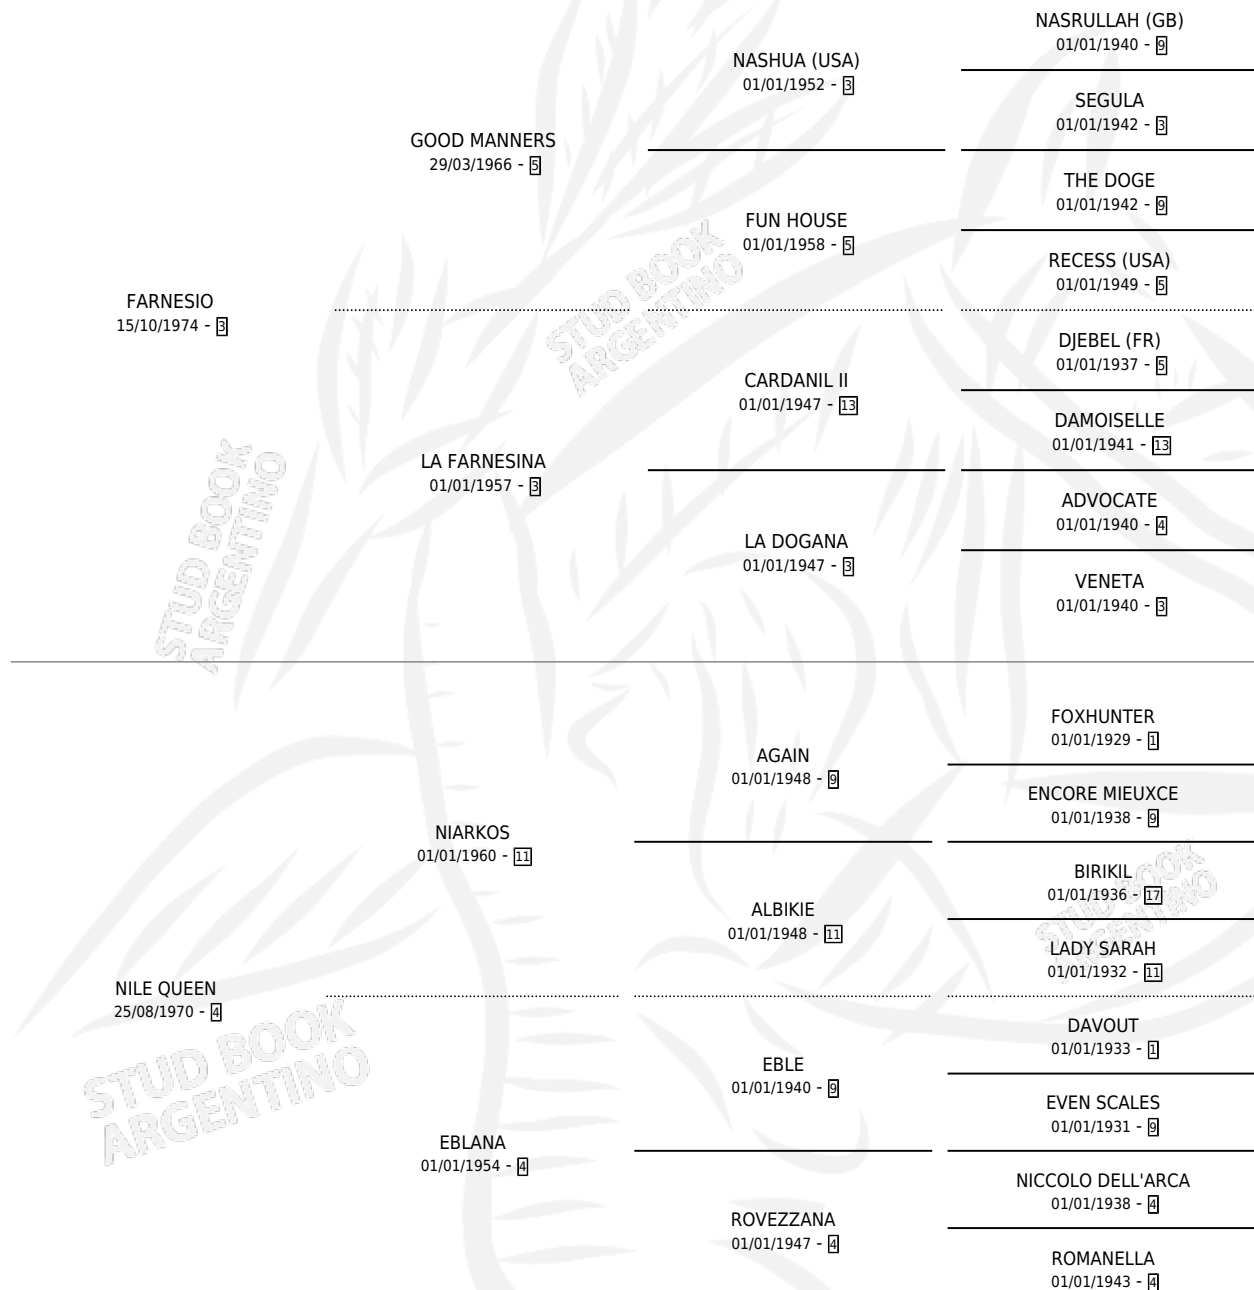 NASRULLAH (GB)
01/01/1940 - 9
NASHUA (USA)
01/01/1952 - 3
SEGULA
01/01/1942 - 3
GOOD MANNERS
29/03/1966 - 5
THE DOGE
01/01/1942 - 9
FUN HOUSE
01/01/1958 - 5
RECESS (USA)
01/01/1949 - 5
FARNESIO
15/10/1974 - 3
DJEBEL (FR)
01/01/1937 - 5
CARDANIL II
01/01/1947 - 13
DAMOISELLE
01/01/1941 - 13
LA FARNESINA
01/01/1957 - 3
ADVOCATE
01/01/1940 - 4
LA DOGANA
01/01/1947 - 3
VENETA
01/01/1940 - 3
FOXHUNTER
01/01/1929 - 1
AGAIN
01/01/1948 - 9
ENCORE MIEUXCE
01/01/1938 - 9
NIARKOS
01/01/1960 - 11
BIRIKIL
01/01/1936 - 17
ALBIKIE
01/01/1948 - 11
LADY SARAH
01/01/1932 - 11
NILE QUEEN
25/08/1970 - 4
DAVOUT
01/01/1933 - 1
EBLE
01/01/1940 - 9
EVEN SCALES
01/01/1931 - 9
EBLANA
01/01/1954 - 4
NICCOLO DELL'ARCA
01/01/1938 - 4
ROVEZZANA
01/01/1947 - 4
ROMANELLA
01/01/1943 - 4
STUD BOOK
ARGENTINO
STUD BOOK
ARGENTINO
STUD BOOK
ARGENTINO
STUD BOOK
ARGENTINO